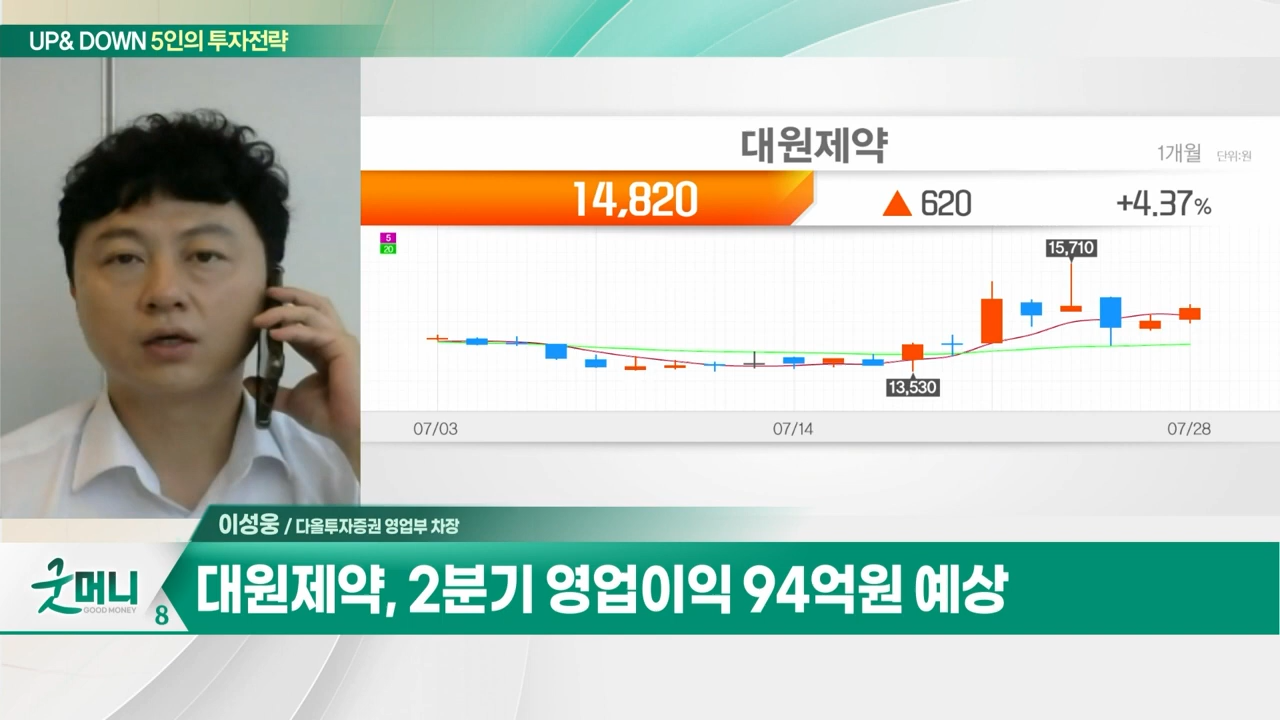 UP& DOWN 5인의 투자전략
대원제약
1개월 단위:원
14,820 ▲ 620 +4.37%
5
20
15,710
13,530
07/03 07/14 07/28
이성웅 / 다올투자증권 영업부 차장
굿머니
GOOD MONEY
8
대원제약, 2분기 영업이익 94억원 예상